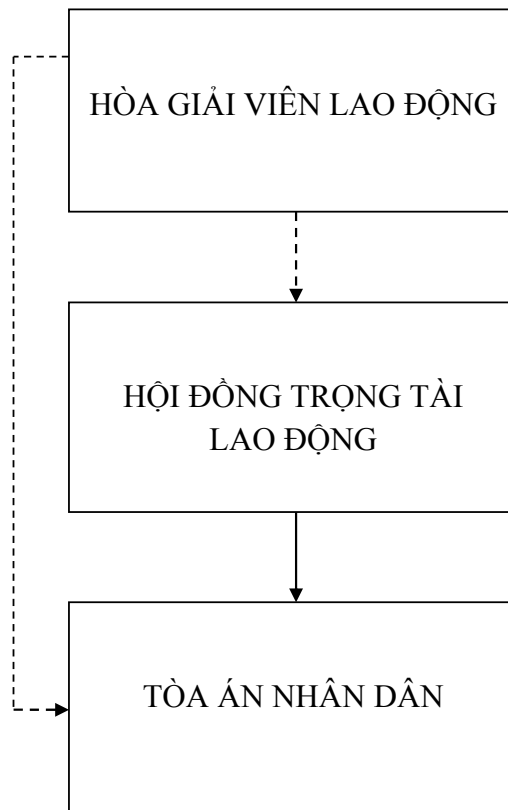 HÒA GIẢI VIÊN LAO ĐỘNG
HỘI ĐỒNG TRỌNG TÀI
LAO ĐỘNG
TÒA ÁN NHÂN DÂN